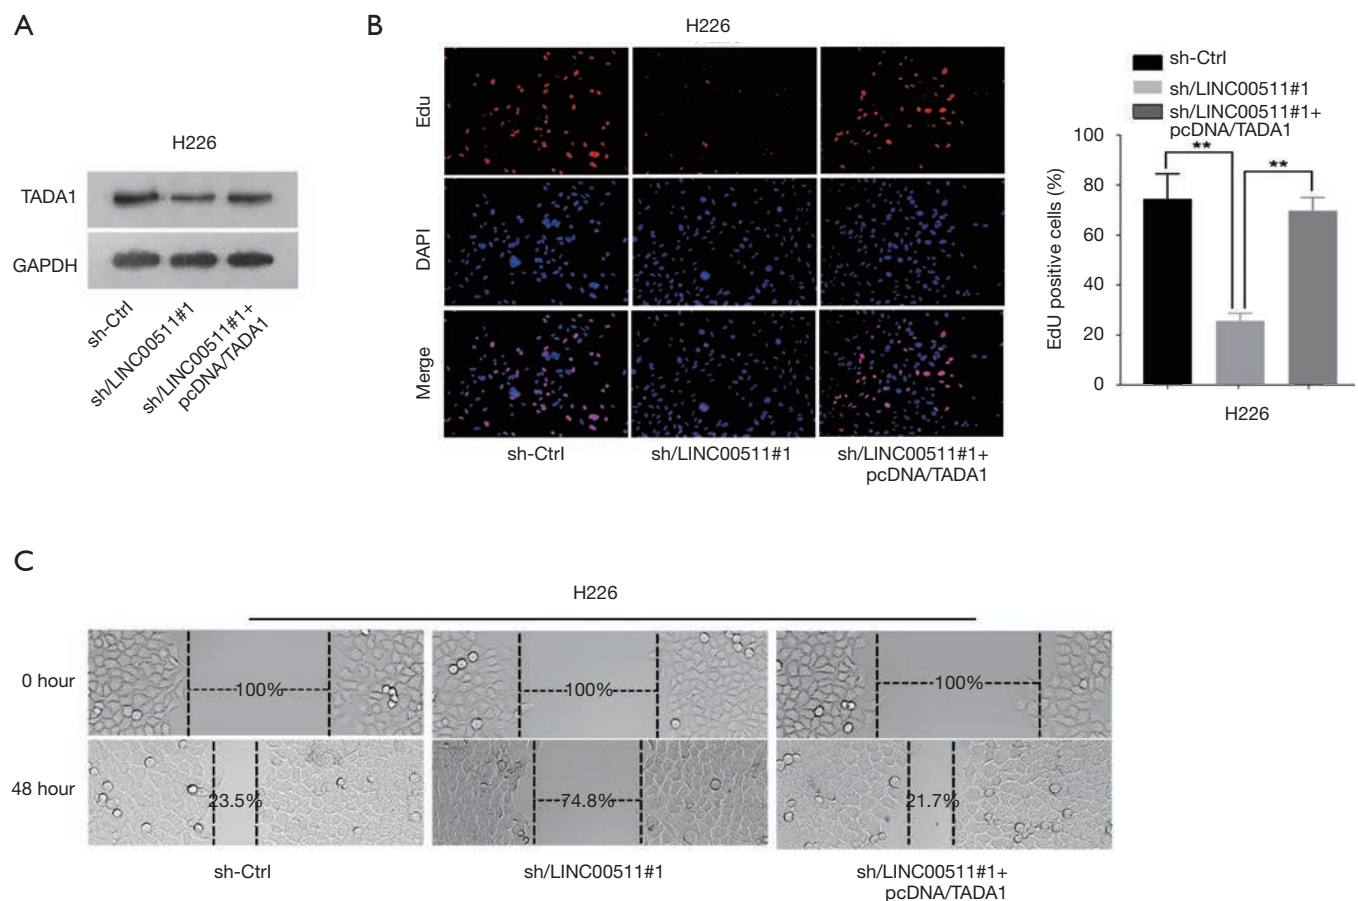 A
H226
TADA1
GAPDH
sh-Ctrl
sh/LINC00511#1
sh/LINC00511#1+
pcDNA/TADA1
B
H226
Edu
DAPI
Merge
sh-Ctrl
sh/LINC00511#1
sh/LINC00511#1+
pcDNA/TADA1
sh-Ctrl
sh/LINC00511#1
sh/LINC00511#1+
pcDNA/TADA1
EdU positive cells (%)
100
80
60
40
20
0
**
**
H226
C
H226
0 hour
100%
100%
100%
48 hour
23.5%
74.8%
21.7%
sh-Ctrl
sh/LINC00511#1
sh/LINC00511#1+
pcDNA/TADA1